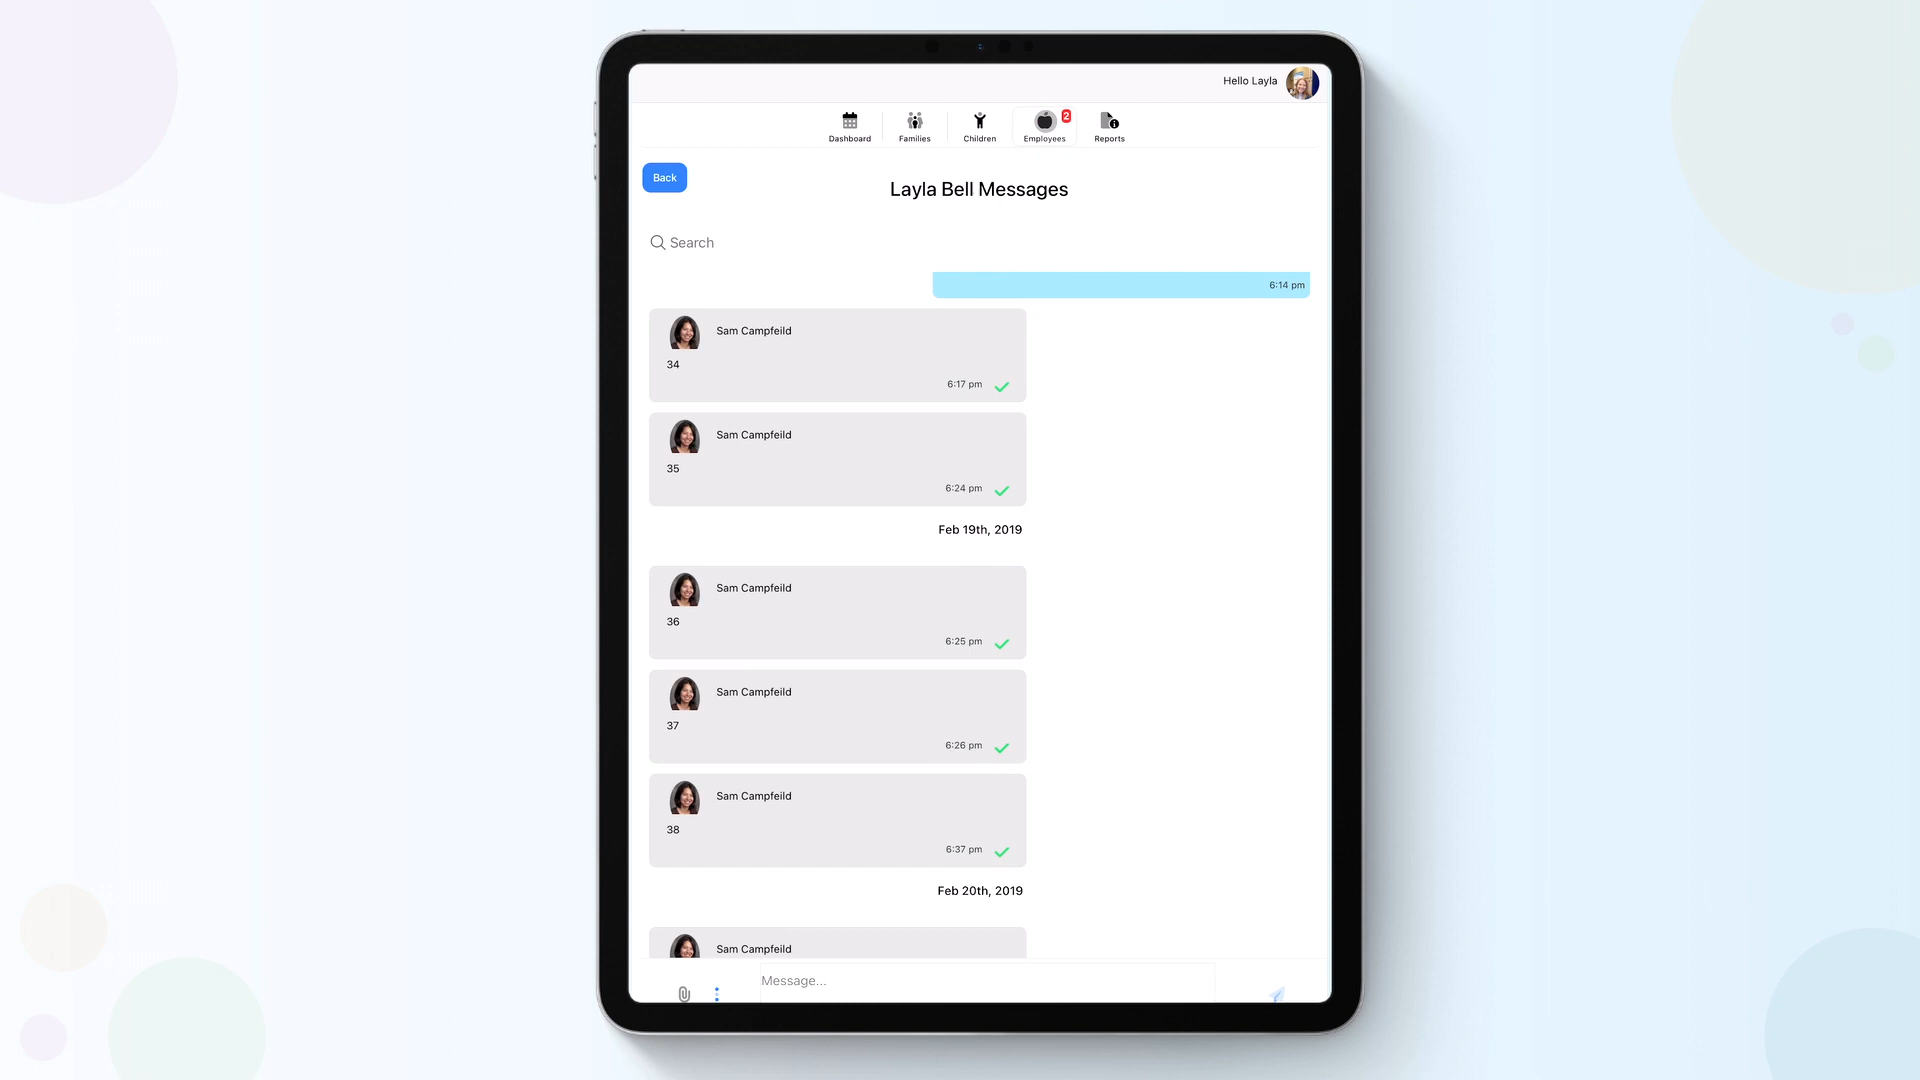 Hello Layla
Dashboard
Families
Children
Employees
2
Reports
Back
Layla Bell Messages
Search
6:14 pm
Sam Campfeild
34
6:17 pm
Sam Campfeild
35
6:24 pm
Feb 19th, 2019
Sam Campfeild
36
6:25 pm
Sam Campfeild
37
6:26 pm
Sam Campfeild
38
6:37 pm
Feb 20th, 2019
Sam Campfeild
Message...